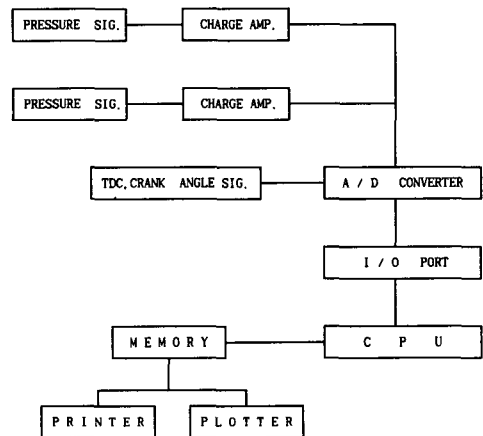 PRESSURE SIG.
CHARGE AMP.
PRESSURE SIG.
CHARGE AMP.
TDC. CRANK ANGLE SIG.
A / D CONVERTER
I / O PORT
MEMORY
C P U
PRINTER
PLOTTER